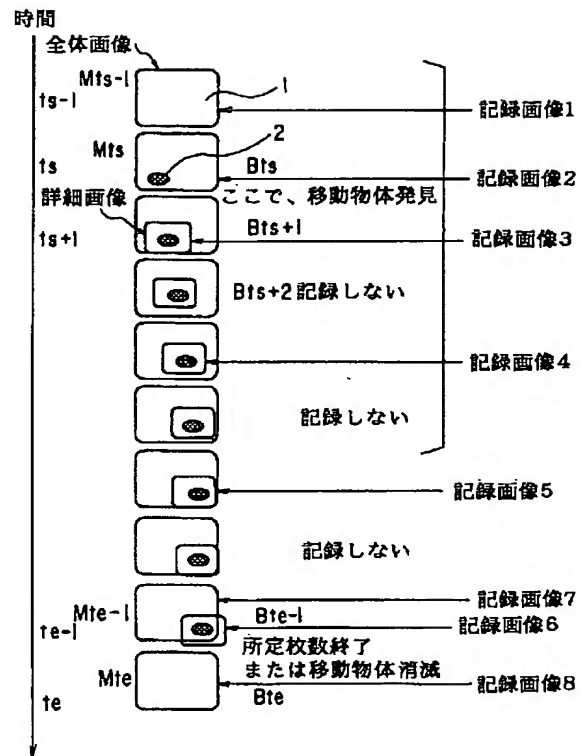 時間
全体画像
Mts-1
ts-1
1
記録画像1
2
Mts
ts
Bts
記録画像2
ここで、移動物体発見
詳細画像
Bts+1
ts+1
記録画像3
Bts+2記録しない
記録画像4
記録しない
記録画像5
記録しない
記録画像7
Mte-1
te-1
Bte-1
記録画像6
所定枚数終了
または移動物体消滅
Mte
te
Bte
記録画像8